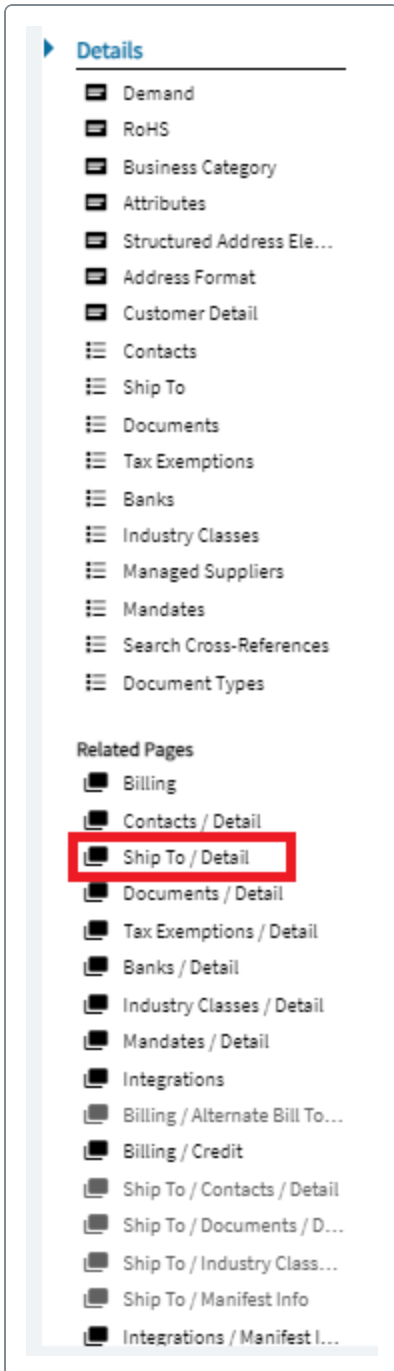 Details
Demand
RoHS
Business Category
Attributes
Structured Address Ele...
Address Format
Customer Detail
Contacts
Ship To
Documents
Tax Exemptions
Banks
Industry Classes
Managed Suppliers
Mandates
Search Cross-References
Document Types
Related Pages
Billing
Contacts / Detail
Ship To / Detail
Documents / Detail
Tax Exemptions / Detail
Banks / Detail
Industry Classes / Detail
Mandates / Detail
Integrations
Billing / Alternate Bill To...
Billing / Credit
Ship To / Contacts / Detail
Ship To / Documents / D...
Ship To / Industry Class...
Ship To / Manifest Info
Integrations / Manifest I...